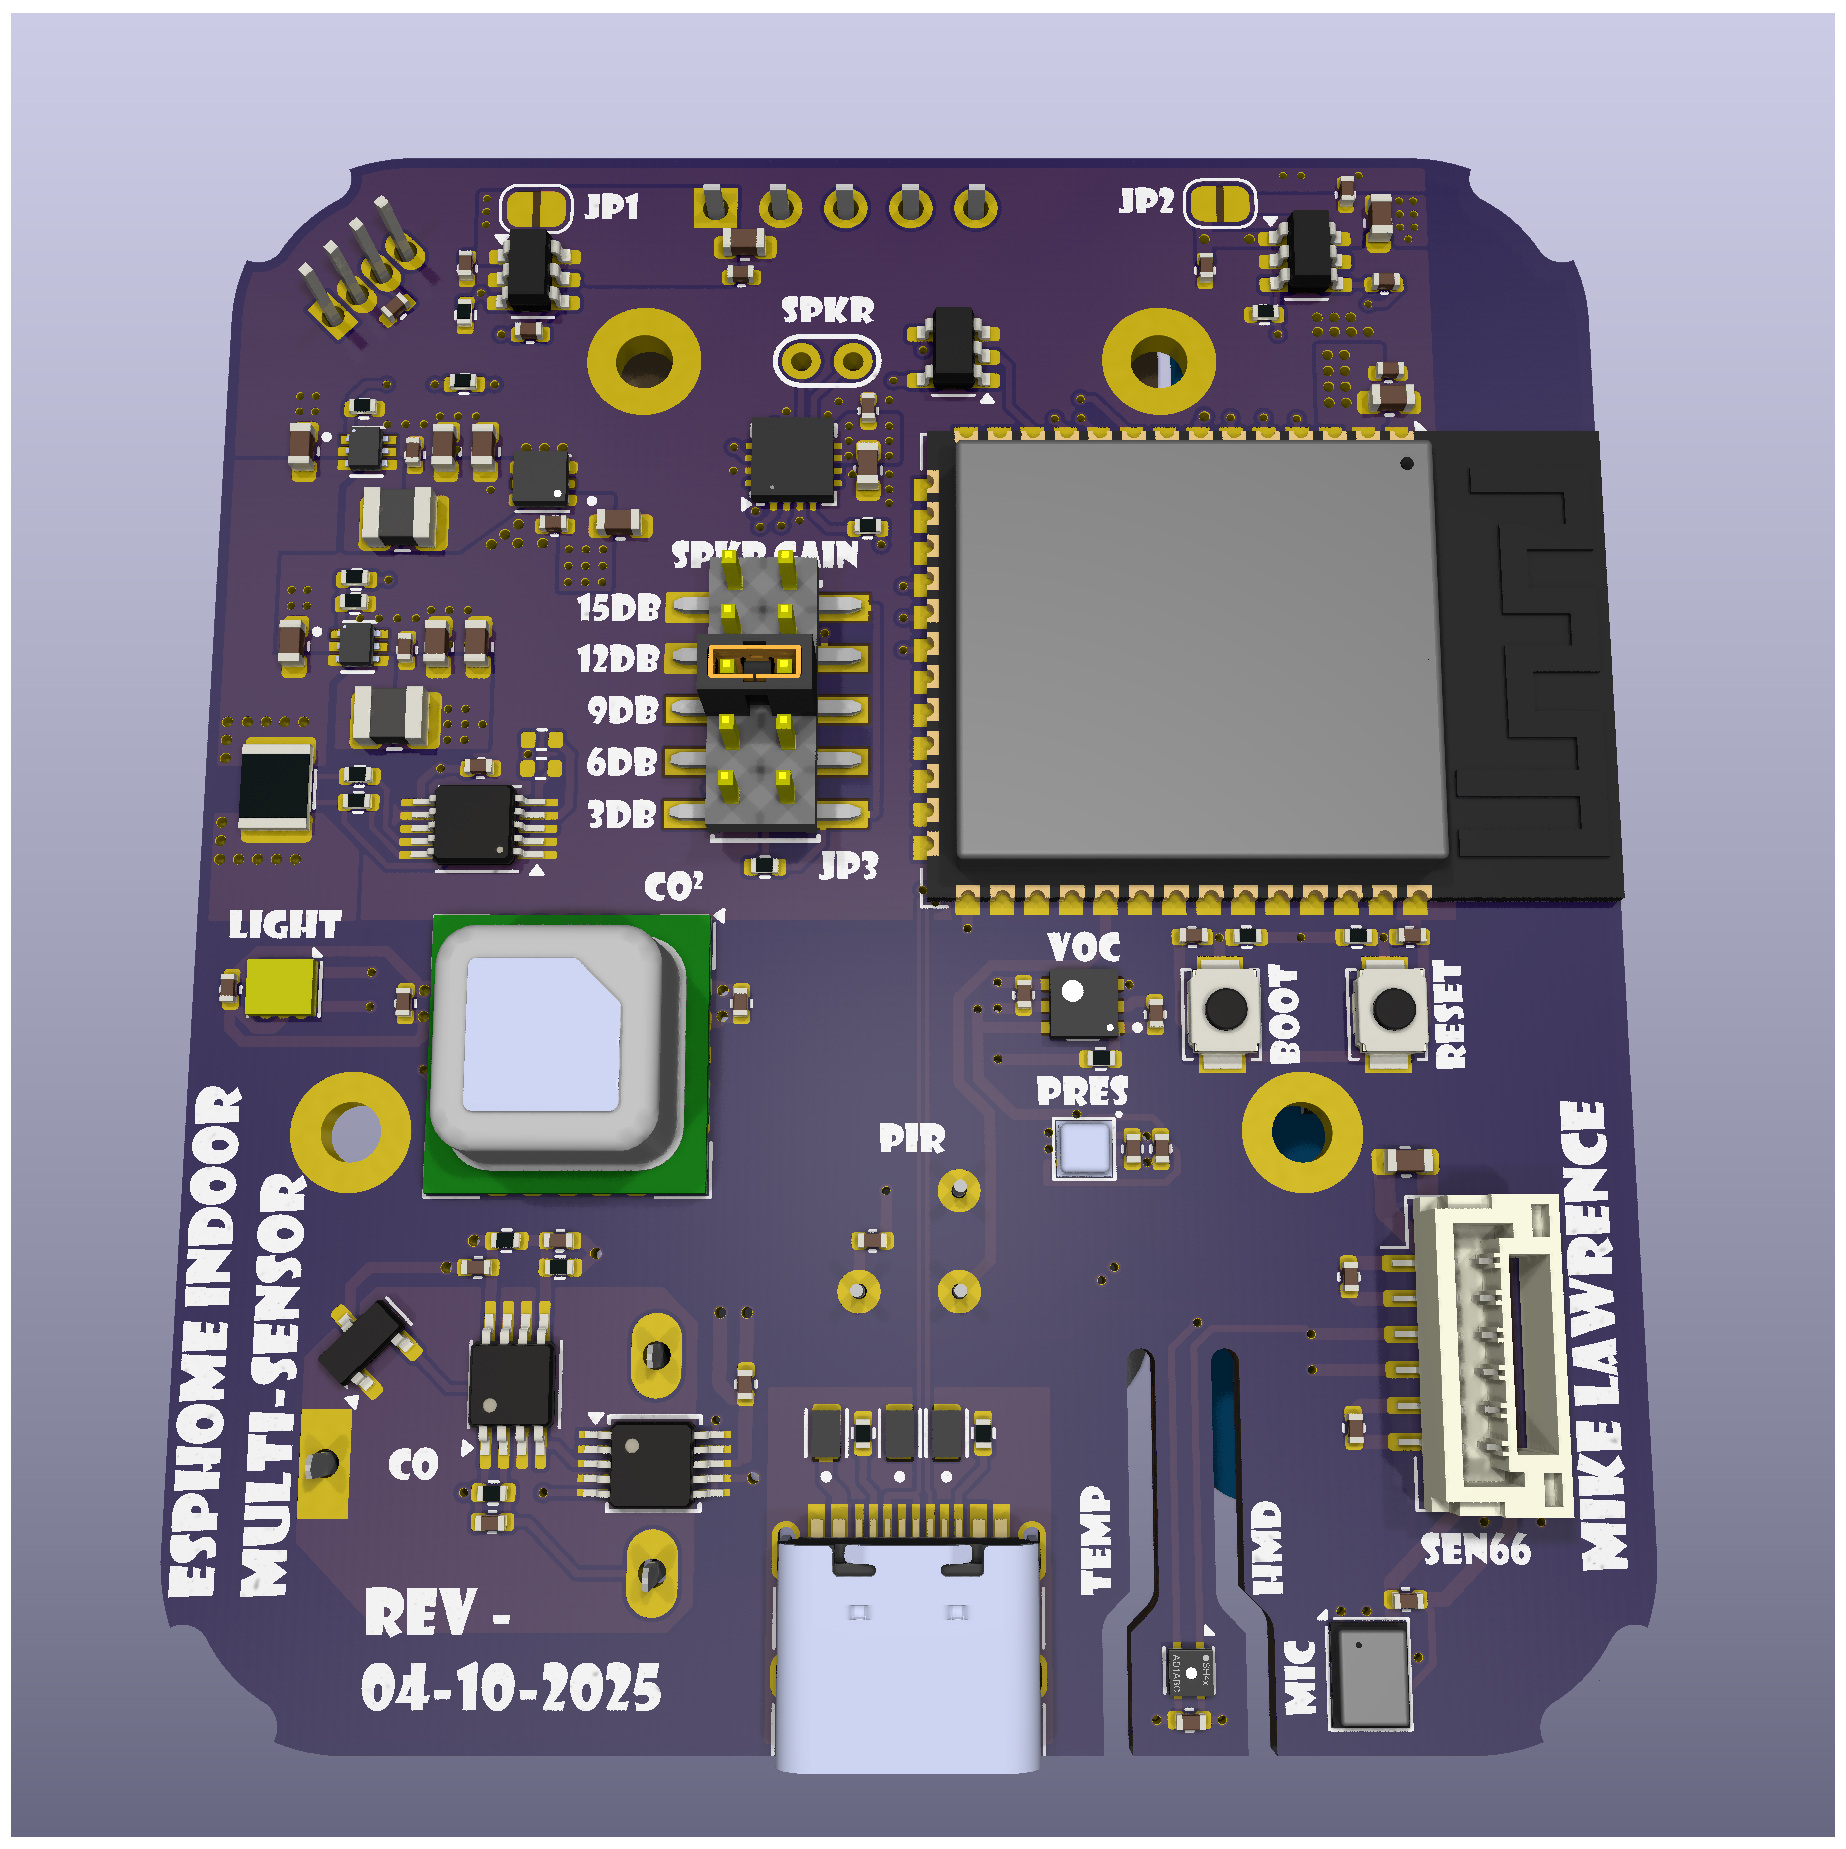 JP1
JP2
SPKR
SPKR GAIN
15DB
12DB
9DB
6DB
3DB
JP3
CO²
LIGHT
VOC
BOOT
RESET
PRES
PIR
ESPHOME INDOOR
MULTI-SENSOR
MIKE LAWRENCE
CO
TEMP
HMD
SEN66
REV -
04-10-2025
MIC
SH4x